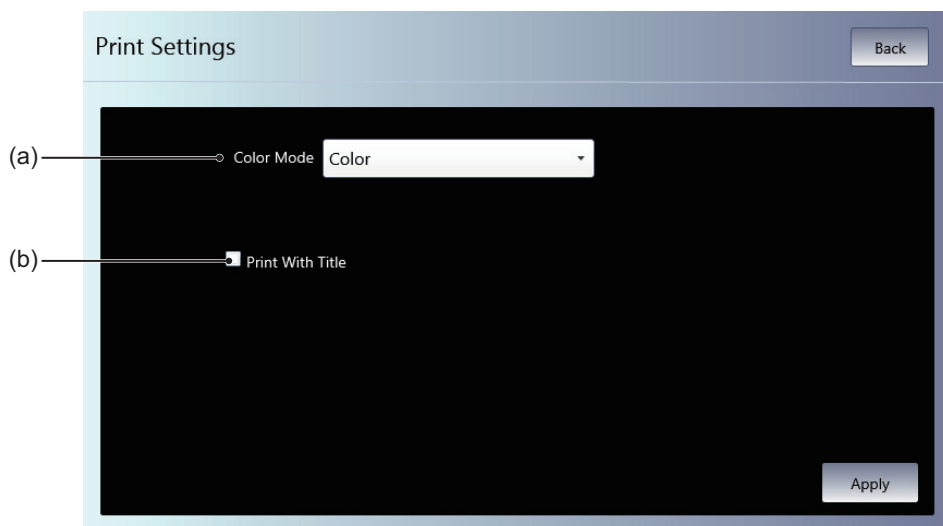 Print Settings
Back
(a)
Color Mode
Color
(b)
Print With Title
Apply